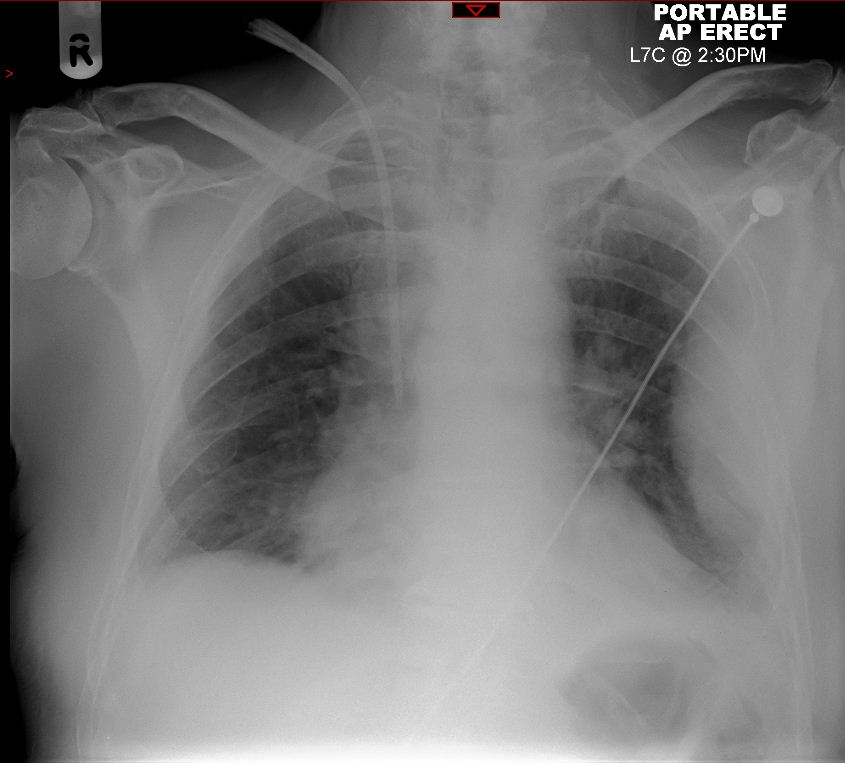 R
PORTABLE
AP ERECT
L7C @ 2:30PM
>